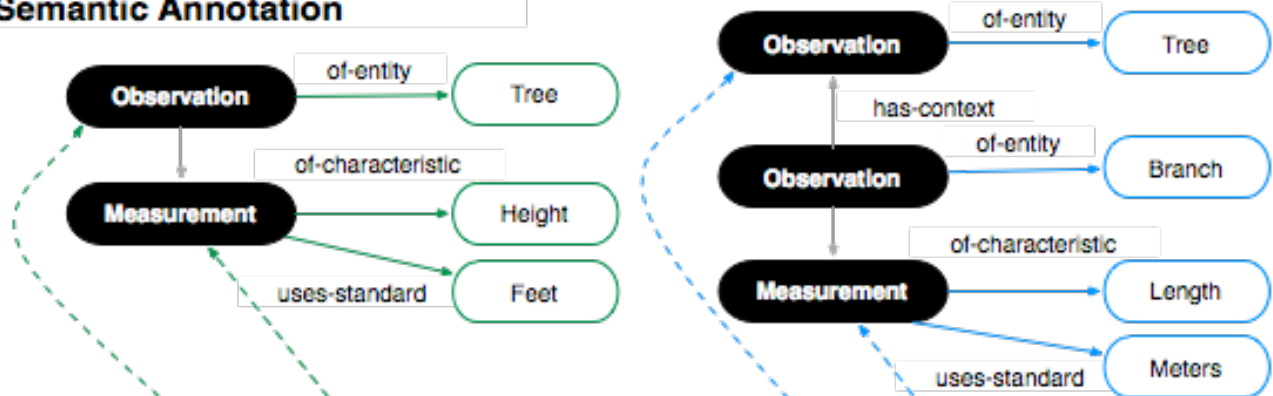 Semantic Annotation
Observation
of-entity
Tree
Measurement
of-characteristic
Height
uses-standard
Feet
Observation
of-entity
Tree
has-context
Observation
of-entity
Branch
Measurement
of-characteristic
Length
uses-standard
Meters